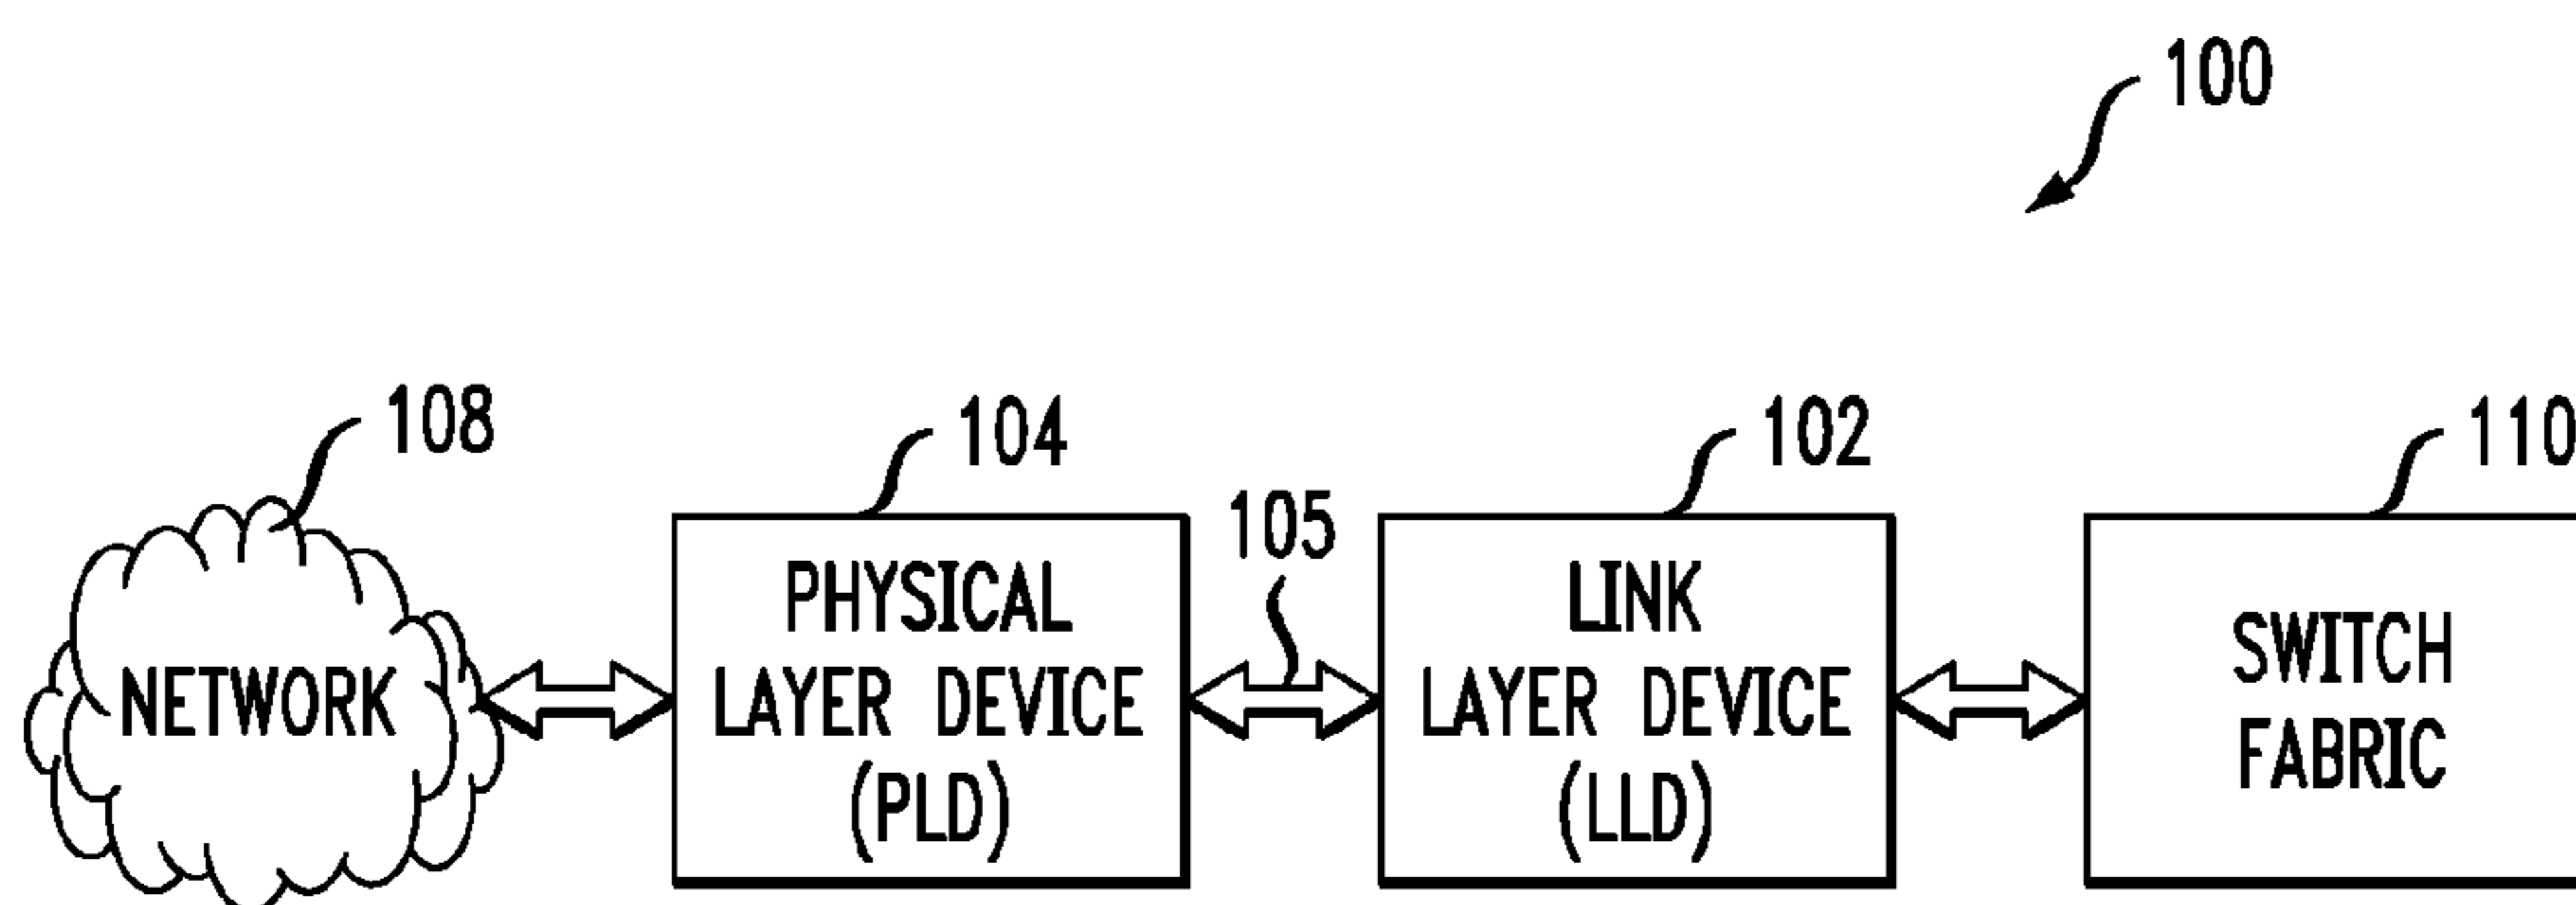 100
108
104
105
102
110
NETWORK
PHYSICAL
LAYER DEVICE
(PLD)
LINK
LAYER DEVICE
(LLD)
SWITCH
FABRIC